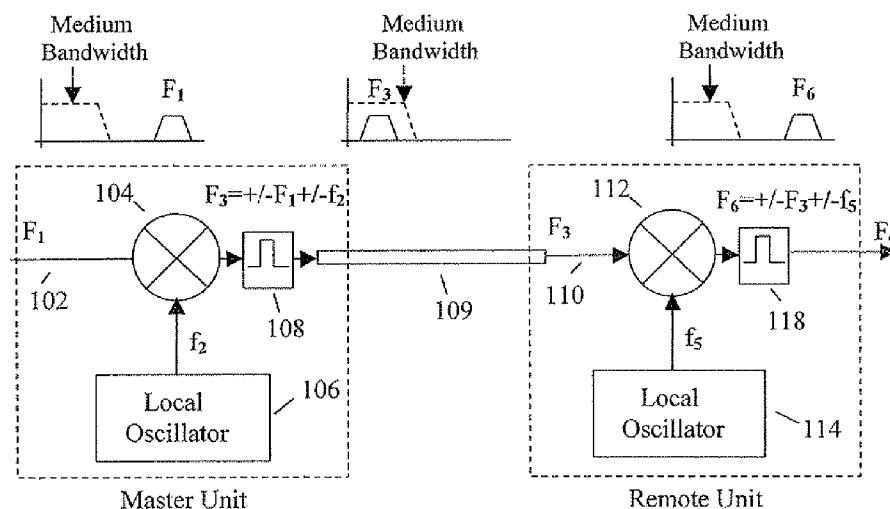 Medium
Bandwidth
F1
Medium
Bandwidth
F3
Medium
Bandwidth
F6
104
F3=+/-F1+/-f2
112
F6=+/-F3+/-f5
F1
F3
102
108
109
110
118
f2
f5
Local
Oscillator
106
Local
Oscillator
114
Master Unit
Remote Unit